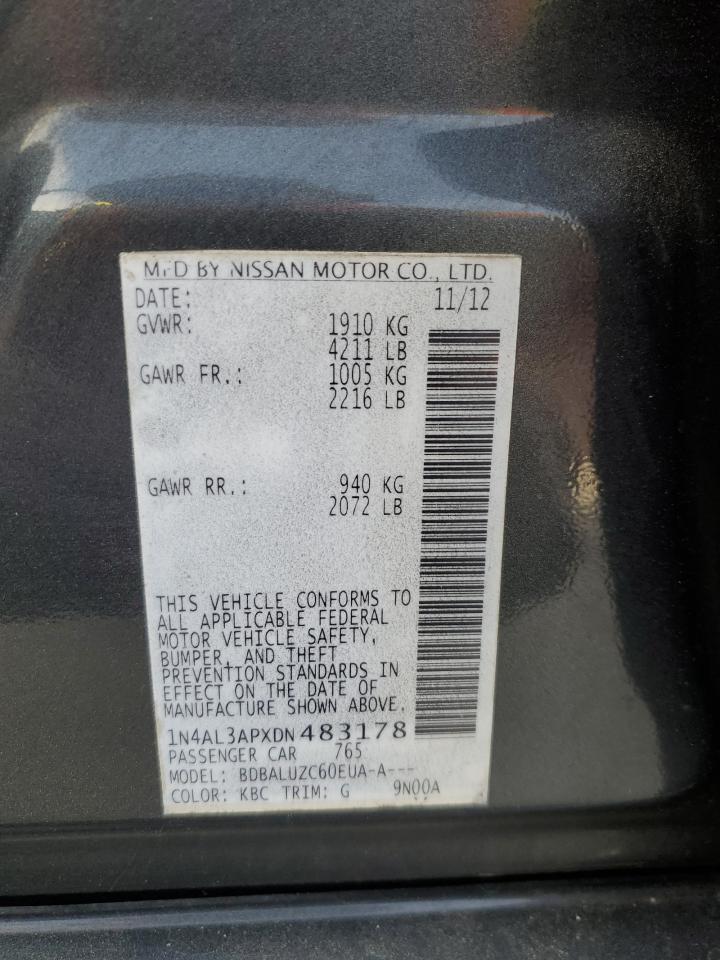 MFD BY NISSAN MOTOR CO., LTD.
DATE: 11/12
GVWR: 1910 KG
4211 LB
GAWR FR.: 1005 KG
2216 LB
GAWR RR.: 940 KG
2072 LB
THIS VEHICLE CONFORMS TO
ALL APPLICABLE FEDERAL
MOTOR VEHICLE SAFETY,
BUMPER, AND THEFT
PREVENTION STANDARDS IN
EFFECT ON THE DATE OF
MANUFACTURE SHOWN ABOVE.
1N4AL3APXDN483178
PASSENGER CAR 765
MODEL: BDBALUZC60EUA-A---
COLOR: KBC TRIM: G 9N00A